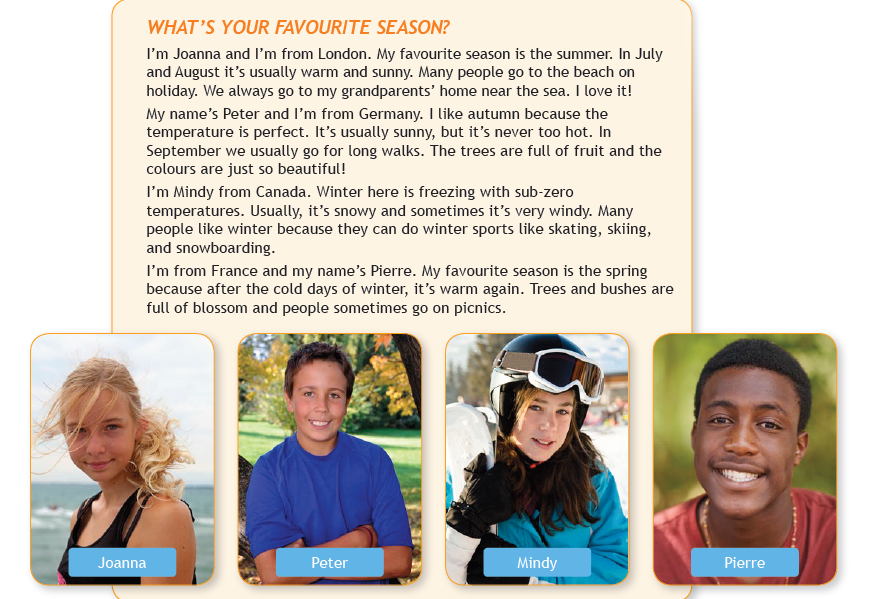 WHAT'S YOUR FAVOURITE SEASON?
I'm Joanna and I'm from London. My favourite season is the summer. In July
and August it's usually warm and sunny. Many people go to the beach on
holiday. We always go to my grandparents' home near the sea. I love it!
My name's Peter and I'm from Germany. I like autumn because the
temperature is perfect. It's usually sunny, but it's never too hot. In
September we usually go for long walks. The trees are full of fruit and the
colours are just so beautiful!
I'm Mindy from Canada. Winter here is freezing with sub-zero
temperatures. Usually, it's snowy and sometimes it's very windy. Many
people like winter because they can do winter sports like skating, skiing,
and snowboarding.
I'm from France and my name's Pierre. My favourite season is the spring
because after the cold days of winter, it's warm again. Trees and bushes are
full of blossom and people sometimes go on picnics.
Joanna
Peter
Mindy
Pierre